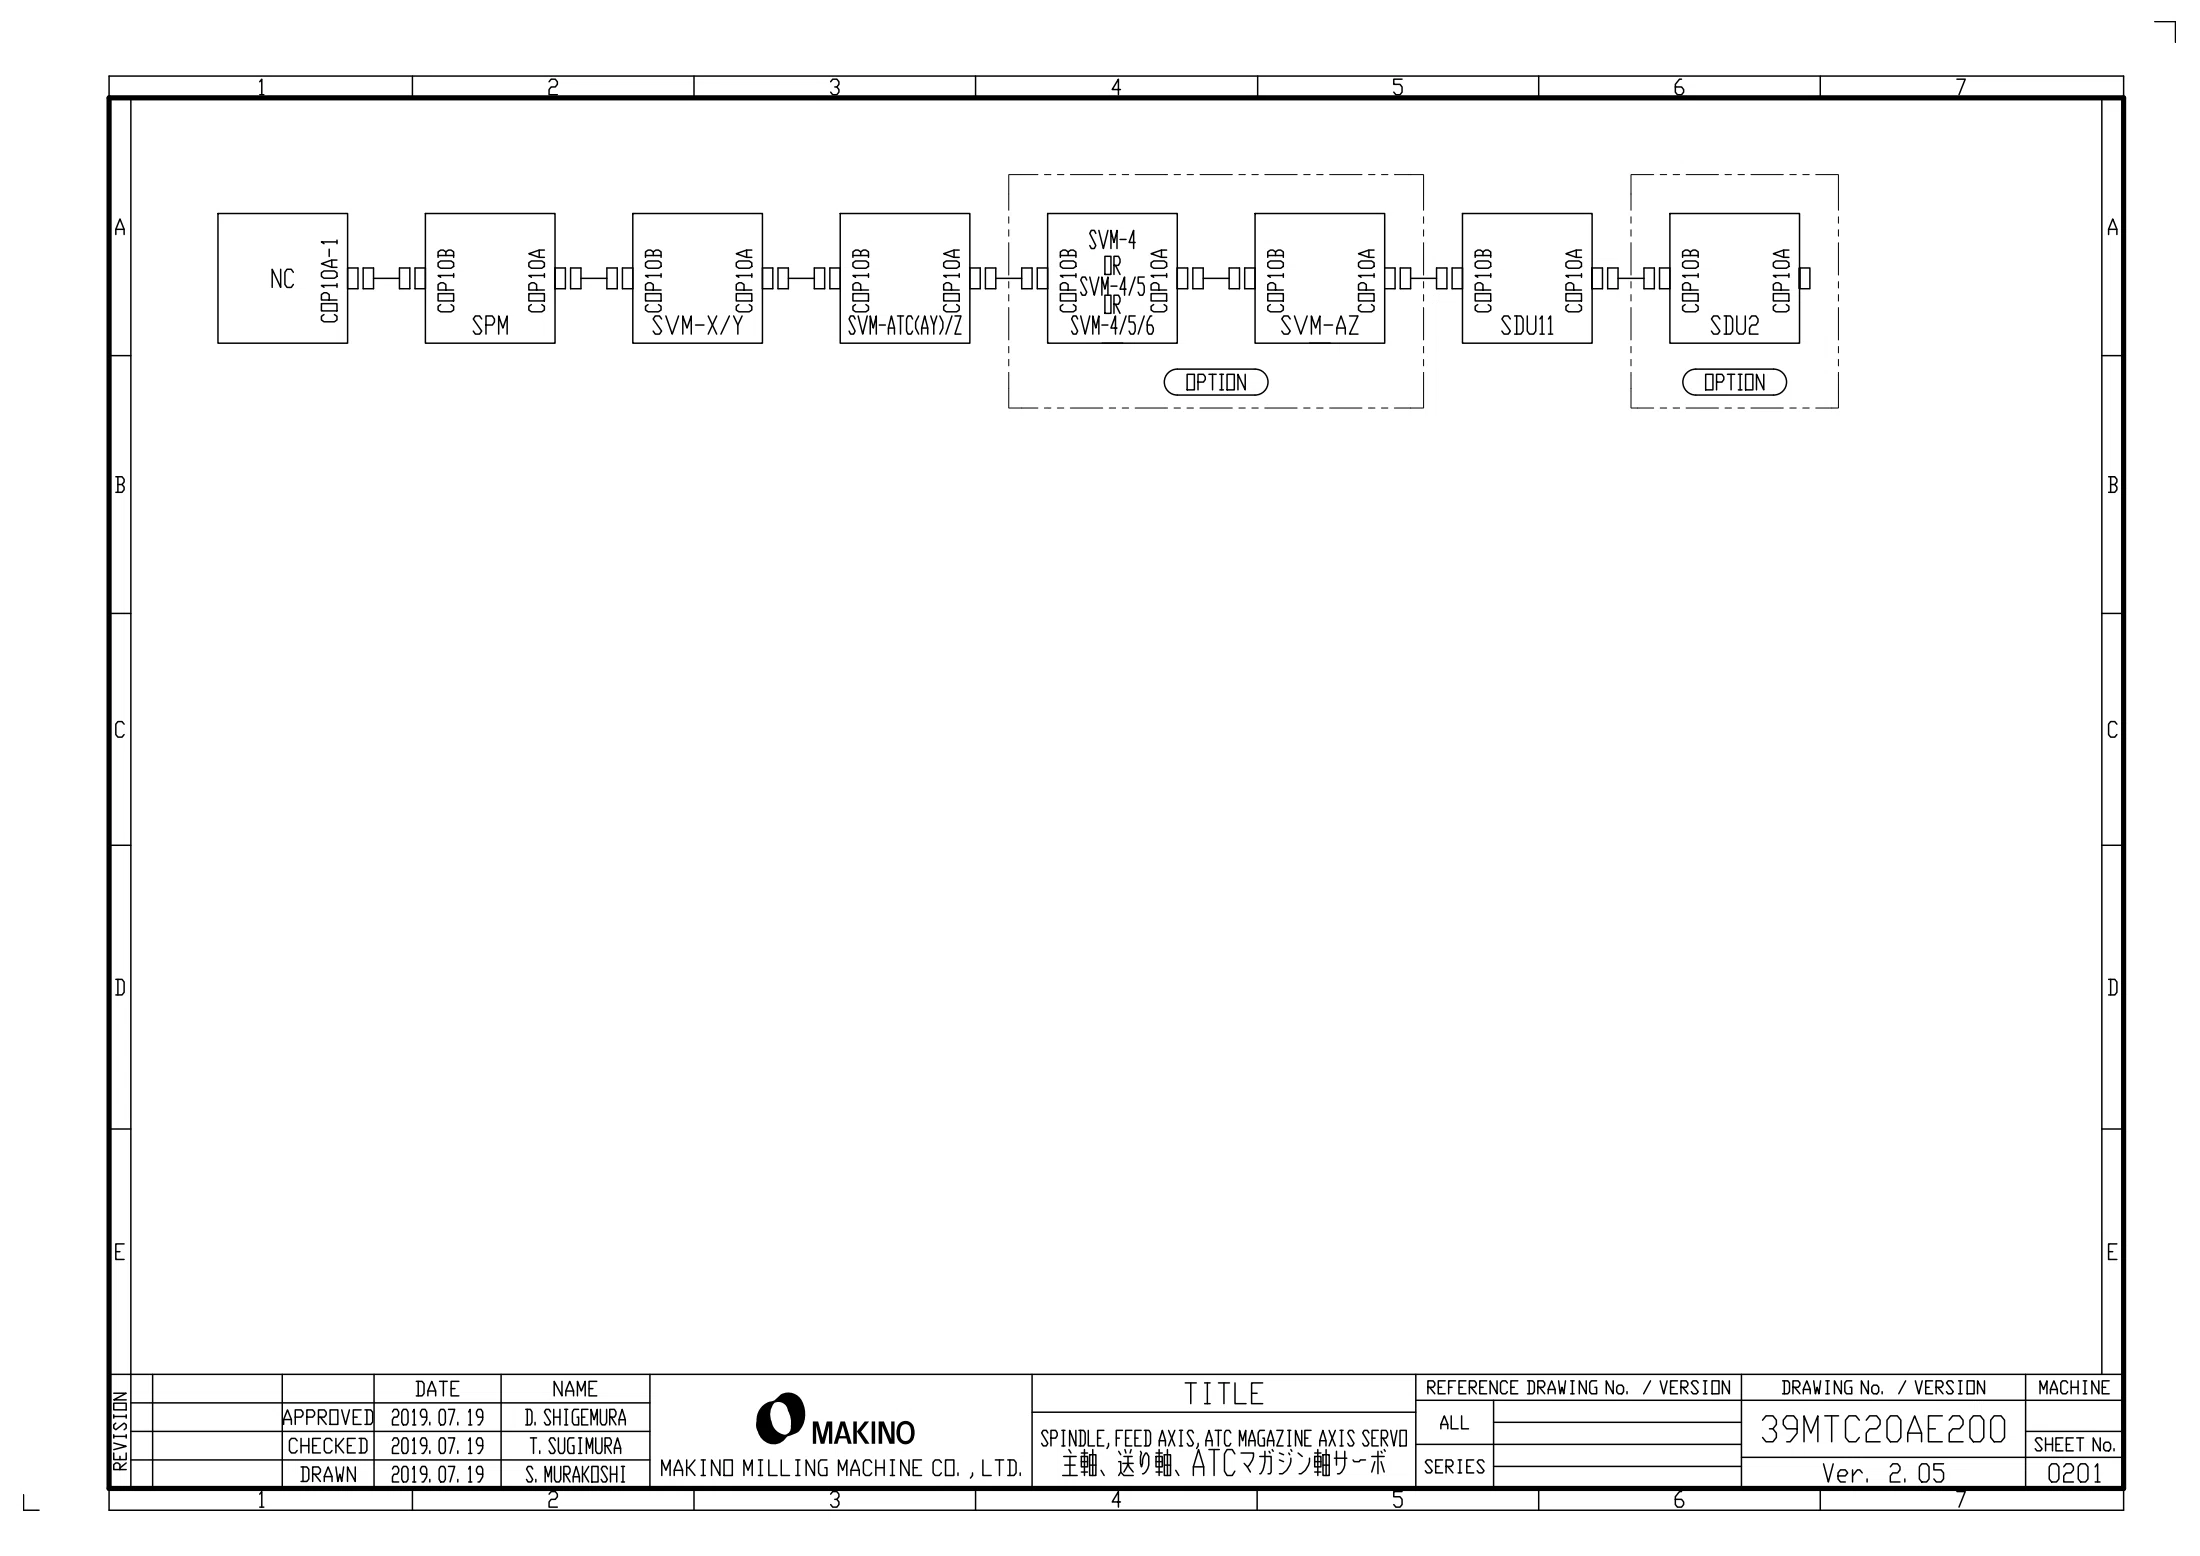 1 2 3 4 5 6 7
A A
NC COP10A-1
COP10B COP10A SPM
COP10B COP10A SVM-X/Y
COP10B COP10A SVM-ATC(AY)/Z
COP10B COP10A
SVM-4
OR
SVM-4/5
OR
SVM-4/5/6
COP10B COP10A SVM-AZ
OPTION
COP10B COP10A SDU11
COP10B COP10A SDU2
OPTION
B B
C C
D D
E E
REVISION
DATE NAME
APPROVED 2019.07.19 D. SHIGEMURA
CHECKED 2019.07.19 T. SUGIMURA
DRAWN 2019.07.19 S. MURAKOSHI
MAKINO
MAKINO MILLING MACHINE CO., LTD.
TITLE
SPINDLE, FEED AXIS, ATC MAGAZINE AXIS SERVO
主軸、送り軸、ATCマガジン軸サーボ
REFERENCE DRAWING No. / VERSION
ALL
SERIES
DRAWING No. / VERSION
39MTC20AE200
Ver. 2.05
MACHINE
SHEET No.
0201
1 2 3 4 5 6 7